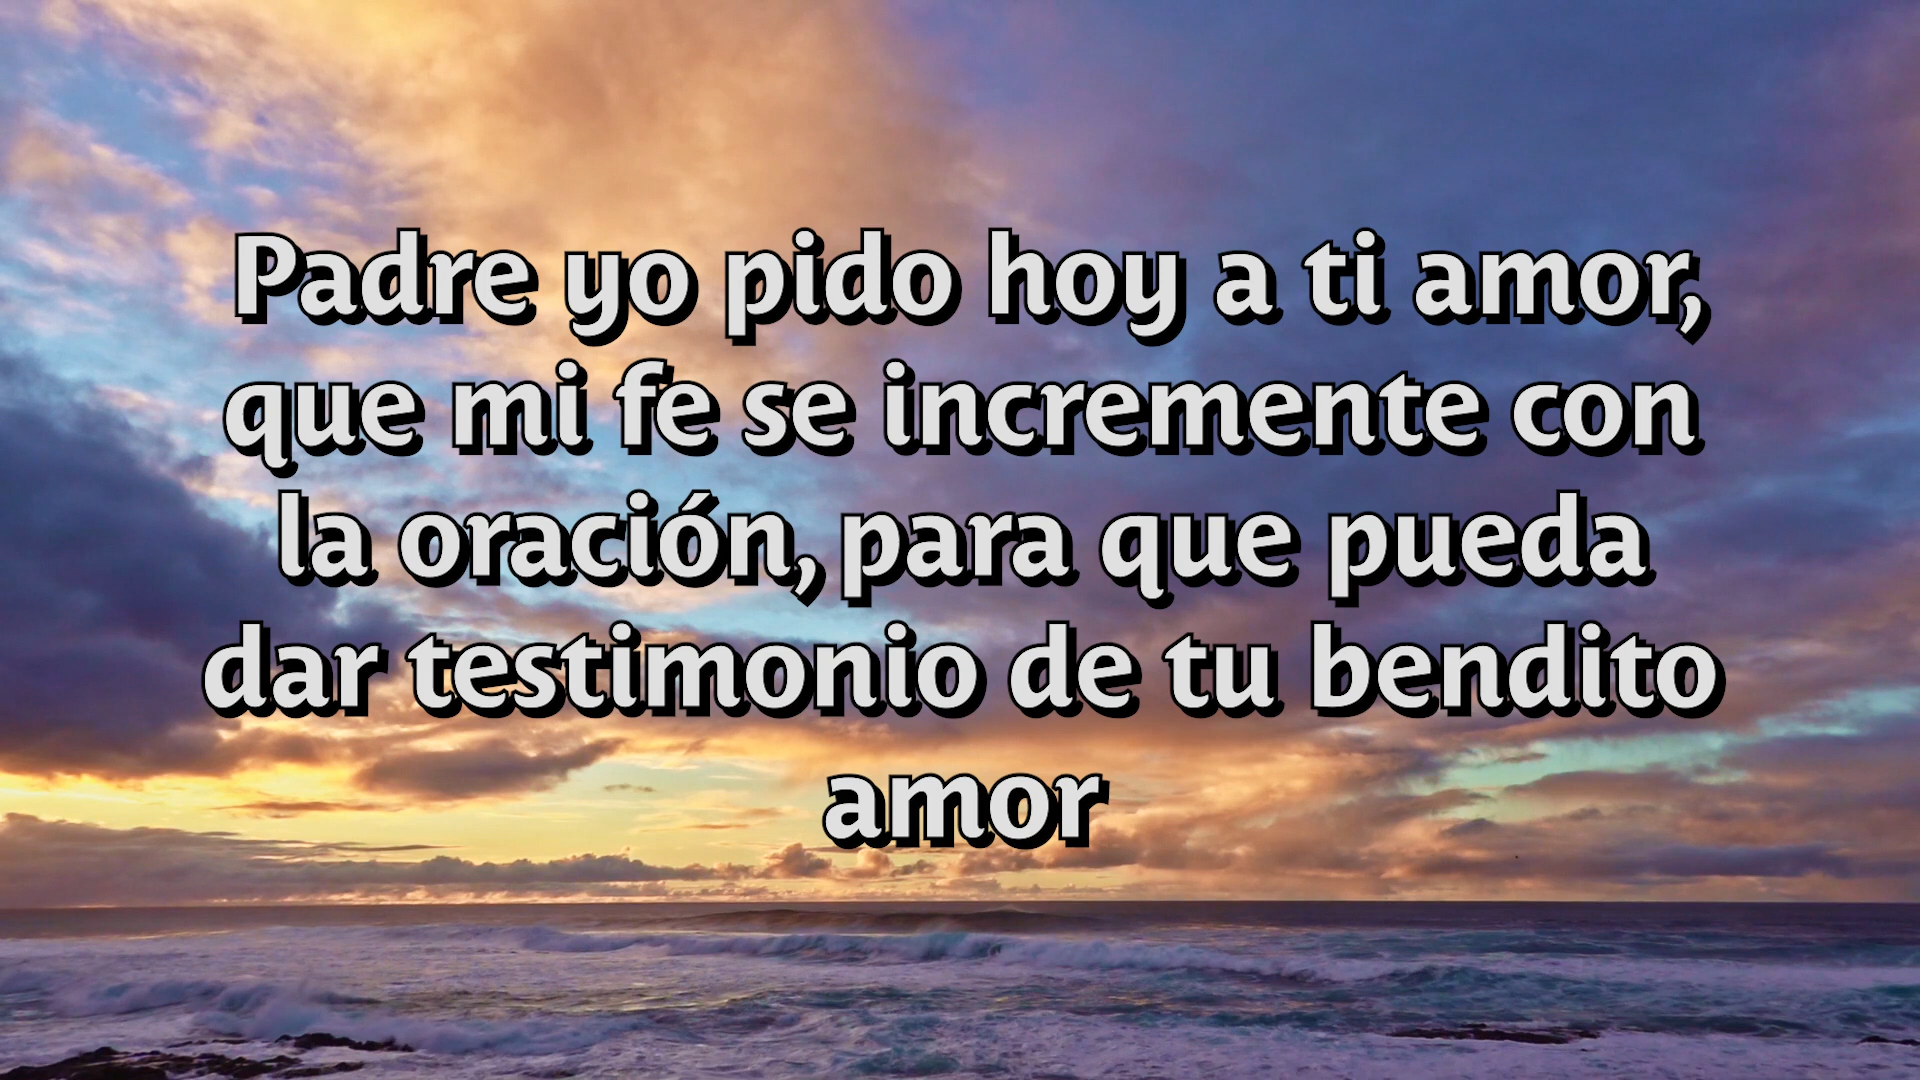 Padre yo pido hoy a ti amor,
que mi fe se incremente con
la oración, para que pueda
dar testimonio de tu bendito
amor